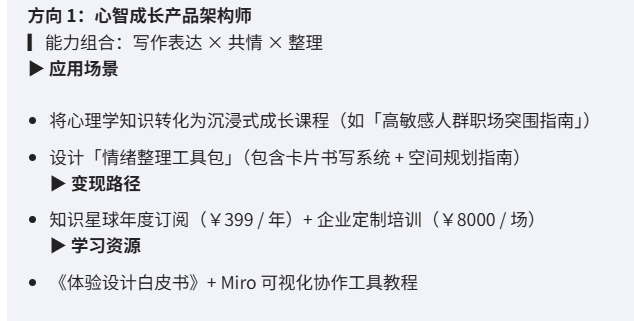 方向 1：心智成长产品架构师
▎能力组合：写作表达 × 共情 × 整理
▶ 应用场景
• 将心理学知识转化为沉浸式成长课程（如「高敏感人群职场突围指南」）
• 设计「情绪整理工具包」（包含卡片书写系统 + 空间规划指南）
▶ 变现路径
• 知识星球年度订阅（￥399 / 年）+ 企业定制培训（￥8000 / 场）
▶ 学习资源
• 《体验设计白皮书》+ Miro 可视化协作工具教程